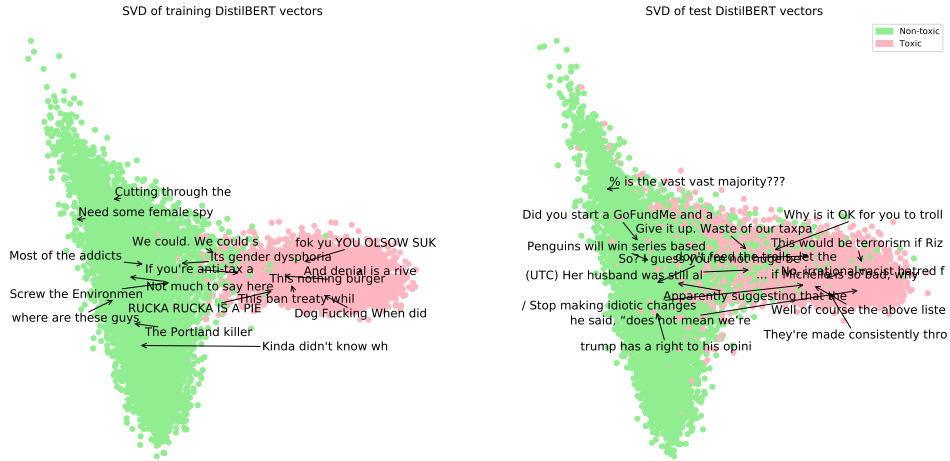 SVD of training DistilBERT vectors
Cutting through the
Need some female spy
We could. We could s
fok yu YOU OLSOW SUK
Most of the addicts
Its gender dysphoria
If you're anti-tax a
And denial is a rive
This nothing burger
Not much to say here
Screw the Environmen
This ban treaty whil
RUCKA RUCKA IS A PIE
Dog Fucking When did
where are these guys
The Portland killer
Kinda didn't know wh
SVD of test DistilBERT vectors
Non-toxic
Toxic
% is the vast vast majority???
Did you start a GoFundMe and a
Why is it OK for you to troll
Give it up. Waste of our taxpa
This would be terrorism if Riz
Penguins will win series based
So? I guess you're not huge be
don't feed the trolls, let the
No, irrational racist hatred f
(UTC) Her husband was still al
... if Michelle is so bad, why
Apparently suggesting that the
/ Stop making idiotic changes
Well of course the above liste
he said, “does not mean we’re
They're made consistently thro
trump has a right to his opini